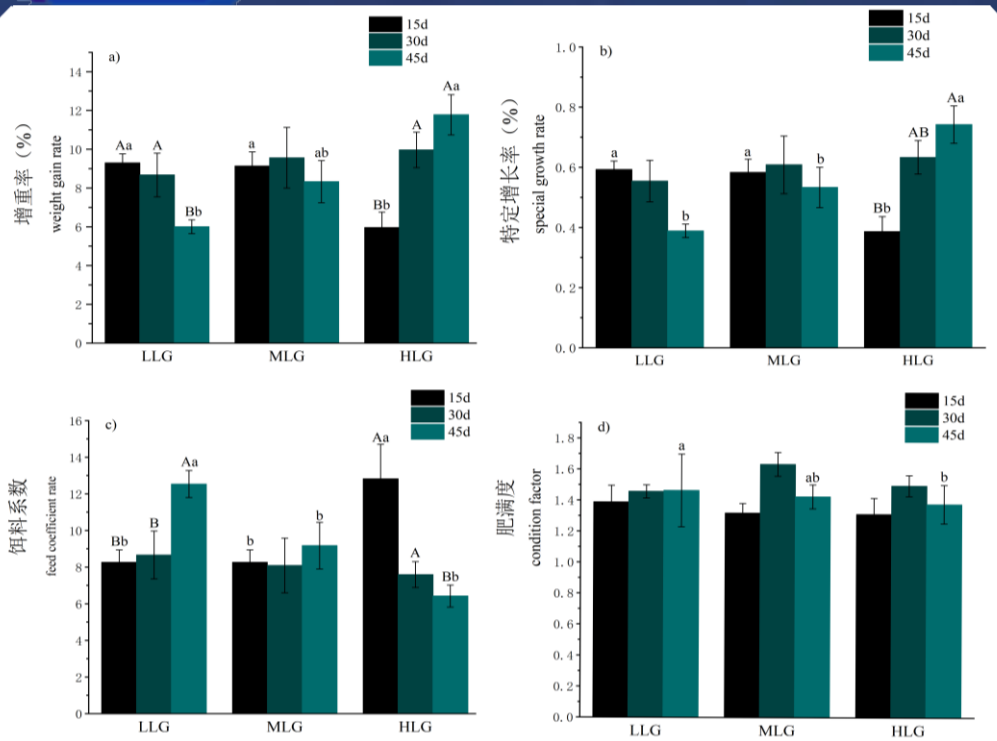 a)
15d
30d
45d
增重率（%）
weight gain rate
14
12
10
8
6
4
2
0
Aa
A
Bb
a
ab
Bb
A
Aa
LLG
MLG
HLG
b)
15d
30d
45d
特定增长率（%）
special growth rate
1.0
0.8
0.6
0.4
0.2
0.0
a
b
a
b
Bb
AB
Aa
LLG
MLG
HLG
c)
15d
30d
45d
饵料系数
feed coefficient rate
16
14
12
10
8
6
4
2
0
Bb
B
Aa
b
b
Aa
A
Bb
LLG
MLG
HLG
d)
15d
30d
45d
肥满度
condition factor
1.8
1.6
1.4
1.2
1.0
0.8
0.6
0.4
0.2
0.0
a
ab
b
LLG
MLG
HLG